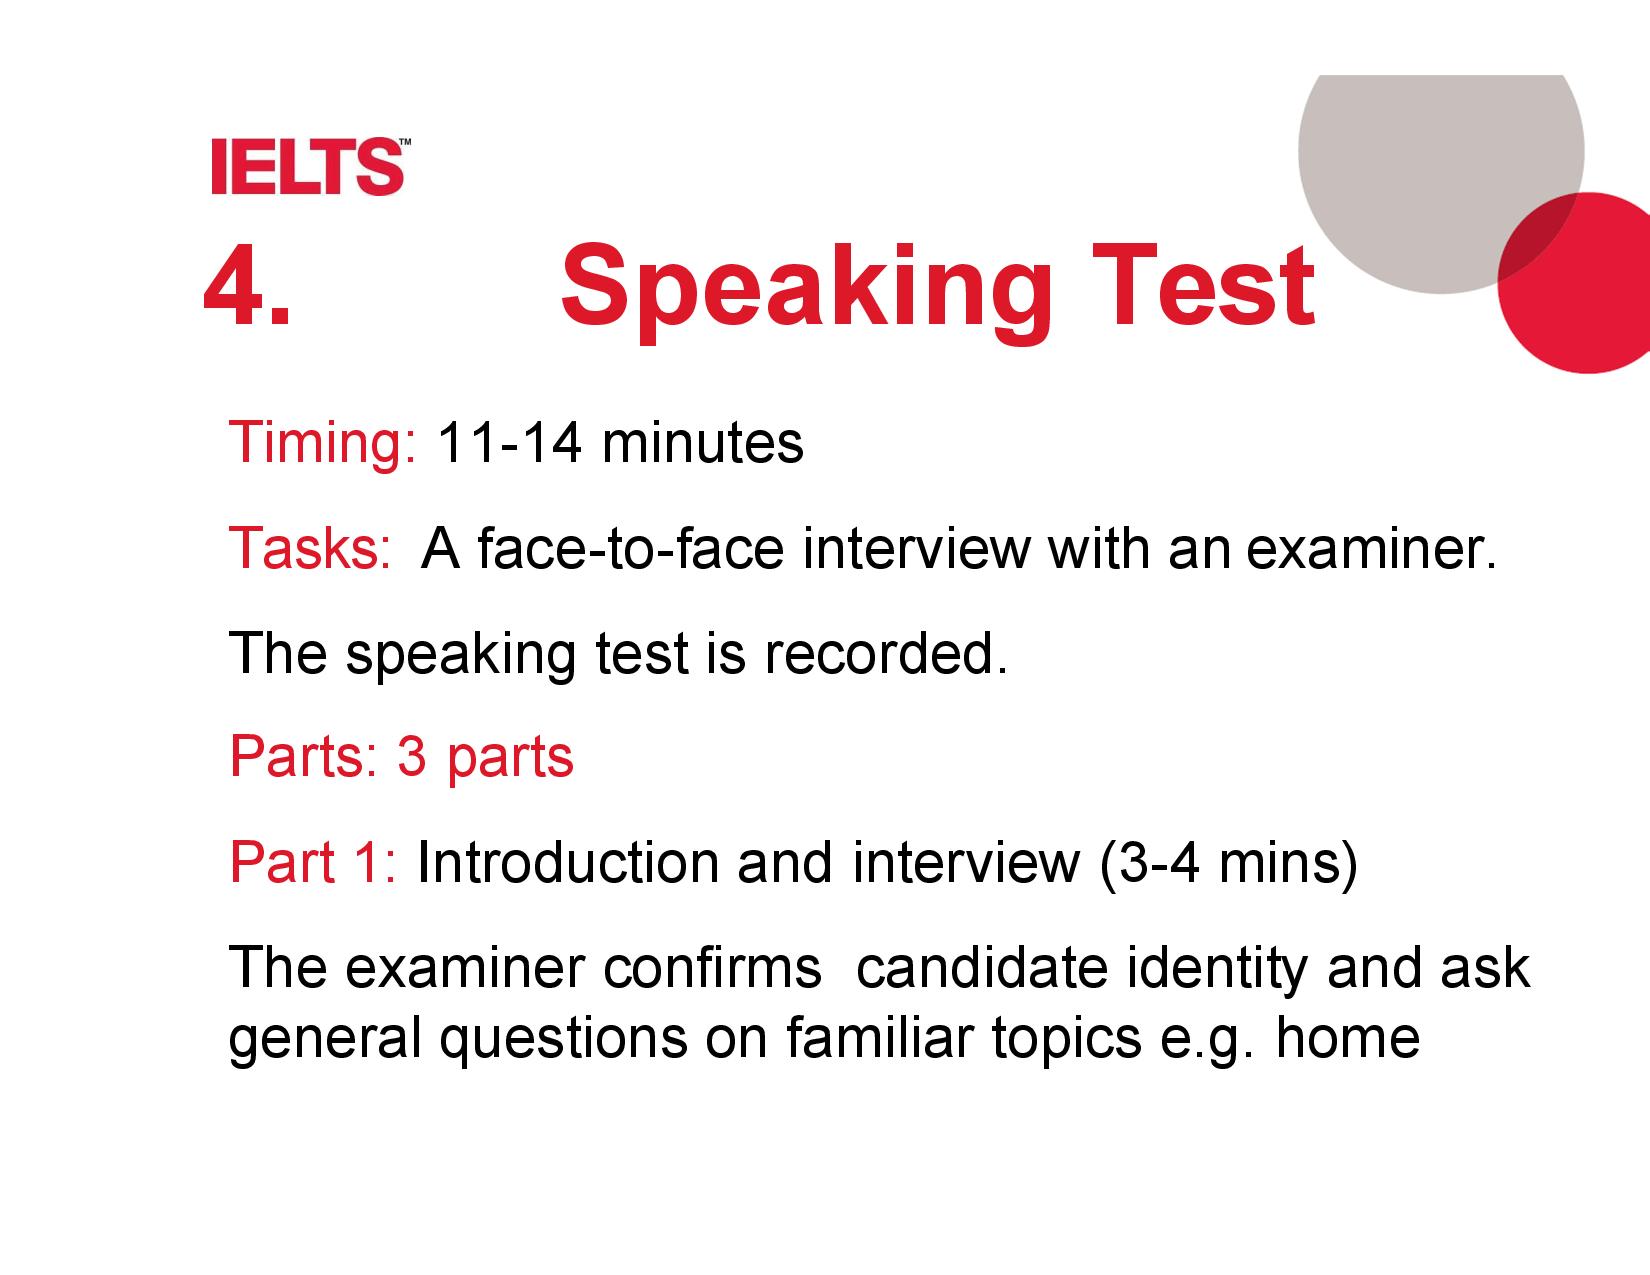 IELTS™
4. Speaking Test
Timing: 11-14 minutes
Tasks: A face-to-face interview with an examiner.
The speaking test is recorded.
Parts: 3 parts
Part 1: Introduction and interview (3-4 mins)
The examiner confirms  candidate identity and ask
general questions on familiar topics e.g. home